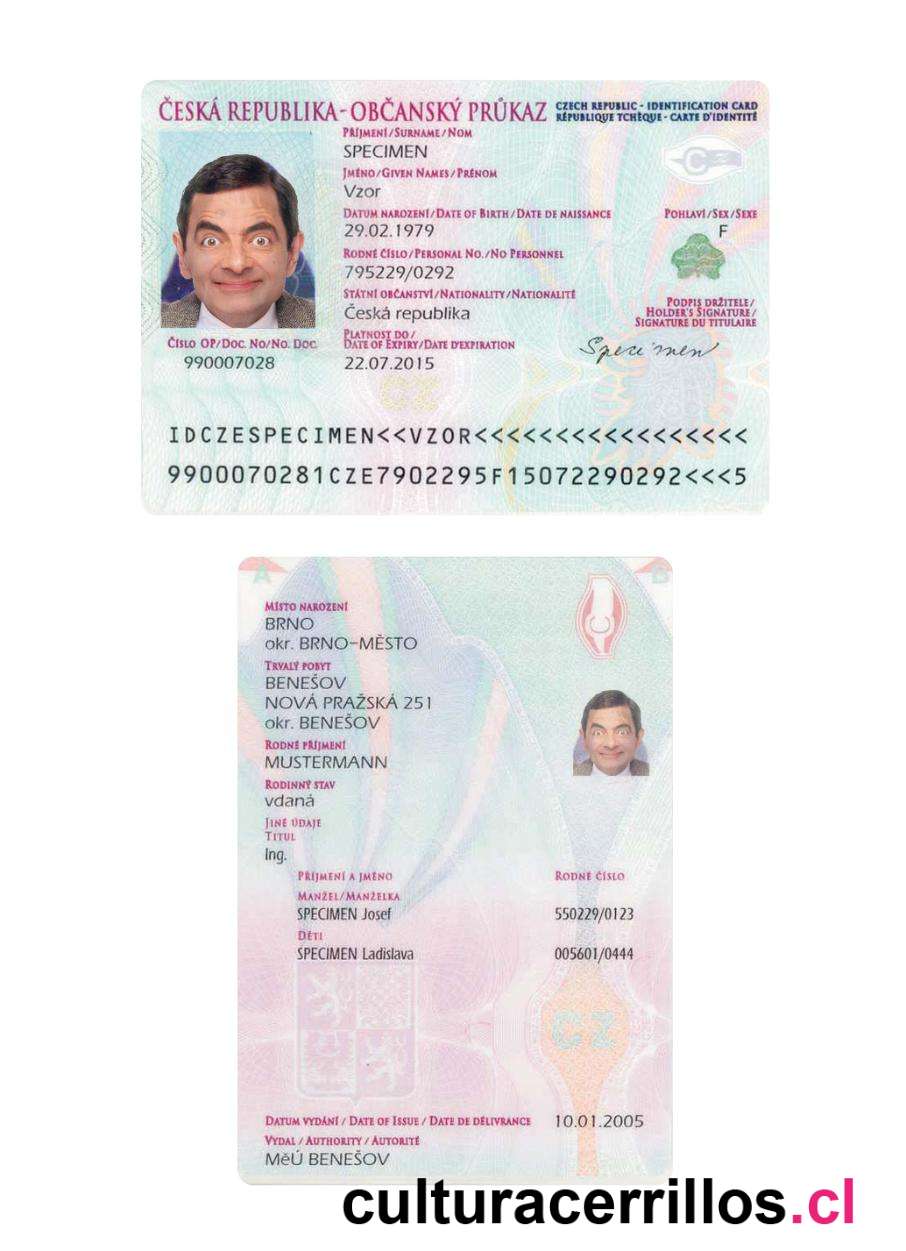 ČESKÁ REPUBLIKA - OBČANSKÝ PRŮKAZ
CZECH REPUBLIC - IDENTIFICATION CARD
RÉPUBLIQUE TCHÈQUE - CARTE D'IDENTITÉ
PŘÍJMENÍ/SURNAME/NOM
SPECIMEN
JMÉNO/GIVEN NAMES/PRÉNOM
Vzor
DATUM NAROZENÍ/DATE OF BIRTH/DATE DE NAISSANCE
29.02.1979
POHLAVÍ/SEX/SEXE
F
RODNÉ ČÍSLO/PERSONAL NO./NO PERSONNEL
795229/0292
STÁTNÍ OBČANSTVÍ/NATIONALITY/NATIONALITÉ
Česká republika
PODPIS DRŽITELE/
HOLDER'S SIGNATURE/
SIGNATURE DU TITULAIRE
Specimen
PLATNOST DO/
DATE OF EXPIRY/DATE D'EXPIRATION
22.07.2015
ČÍSLO OP/DOC. NO/NO. DOC.
990007028
CZ
IDCZESPECIMEN<<VZOR<<<<<<<<<<<<<<<<<
9900070281CZE7902295F15072290292<<<5
A B
MÍSTO NAROZENÍ
BRNO
okr. BRNO-MĚSTO
TRVALÝ POBYT
BENEŠOV
NOVÁ PRAŽSKÁ 251
okr. BENEŠOV
RODNÉ PŘÍJMENÍ
MUSTERMANN
RODINNÝ STAV
vdaná
JINÉ ÚDAJE
TITUL
Ing.
PŘÍJMENÍ A JMÉNO RODNÉ ČÍSLO
MANŽEL/MANŽELKA
SPECIMEN Josef 550229/0123
DĚTI
SPECIMEN Ladislava 005601/0444
CZ
DATUM VYDÁNÍ / DATE OF ISSUE / DATE DE DÉLIVRANCE 10.01.2005
VYDAL / AUTHORITY / AUTORITÉ
MěÚ BENEŠOV
culturacerrillos.cl